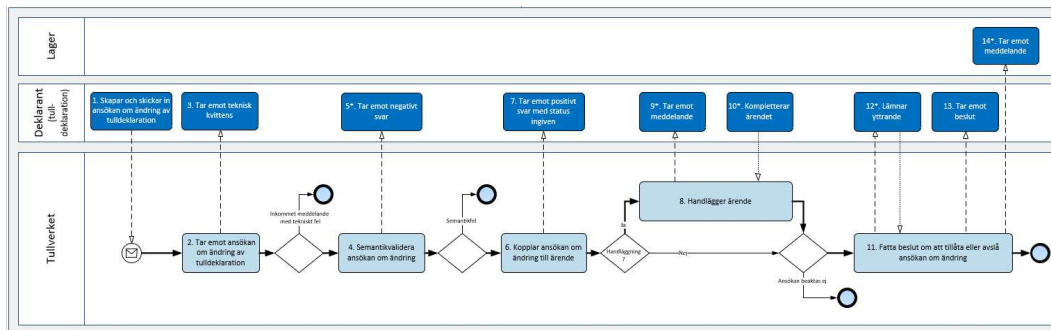 Lager
14*. Tar emot
meddelande
Deklarant
(tull-
deklaration)
1. Skapar och skickar in
ansökan om ändring av
tulldeklaration
3. Tar emot teknisk
kvittens
5*. Tar emot negativt
svar
7. Tar emot positivt
svar med status
ingiven
9*. Tar emot
meddelande
10*. Kompletterar
ärendet
12*. Lämnar
yttrande
13. Tar emot
beslut
Tullverket
2. Tar emot ansökan
om ändring av
tulldeklaration
Inkommet meddelande
med tekniskt fel
4. Semantikvalidera
ansökan om ändring
Semantikfel
6. Kopplar ansökan om
ändring till ärende
Handläggning
?
Ja
Nej
8. Handlägger ärende
Ansökan beaktas ej
11. Fatta beslut om att tillåta eller avslå
ansökan om ändring